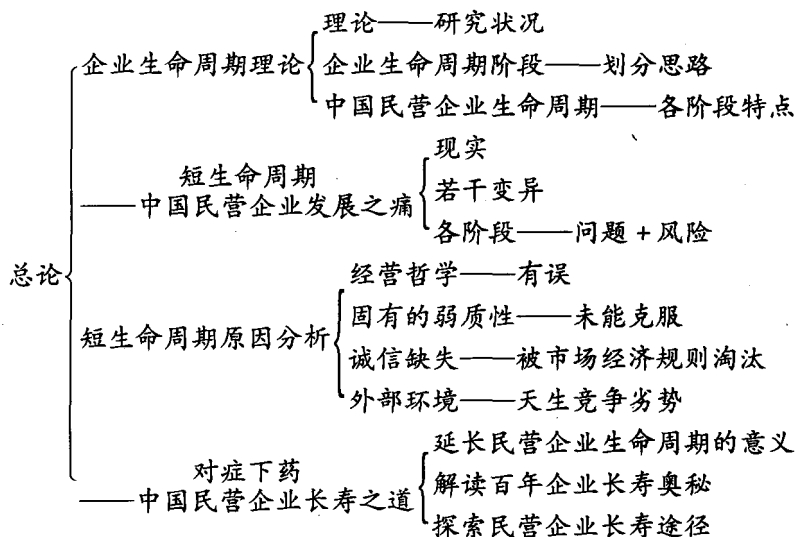 理论——研究状况
企业生命周期理论
企业生命周期阶段——划分思路
中国民营企业生命周期——各阶段特点
短生命周期
——中国民营企业发展之痛
现实
若干变异
各阶段——问题+风险
总论
短生命周期原因分析
经营哲学——有误
固有的弱质性——未能克服
诚信缺失——被市场经济规则淘汰
外部环境——天生竞争劣势
对症下药
——中国民营企业长寿之道
延长民营企业生命周期的意义
解读百年企业长寿奥秘
探索民营企业长寿途径